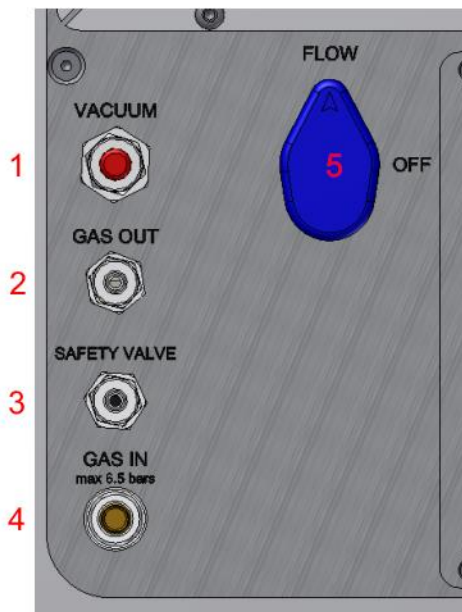 FLOW
VACUUM
1
5
OFF
GAS OUT
2
SAFETY VALVE
3
GAS IN
max 6.5 bars
4